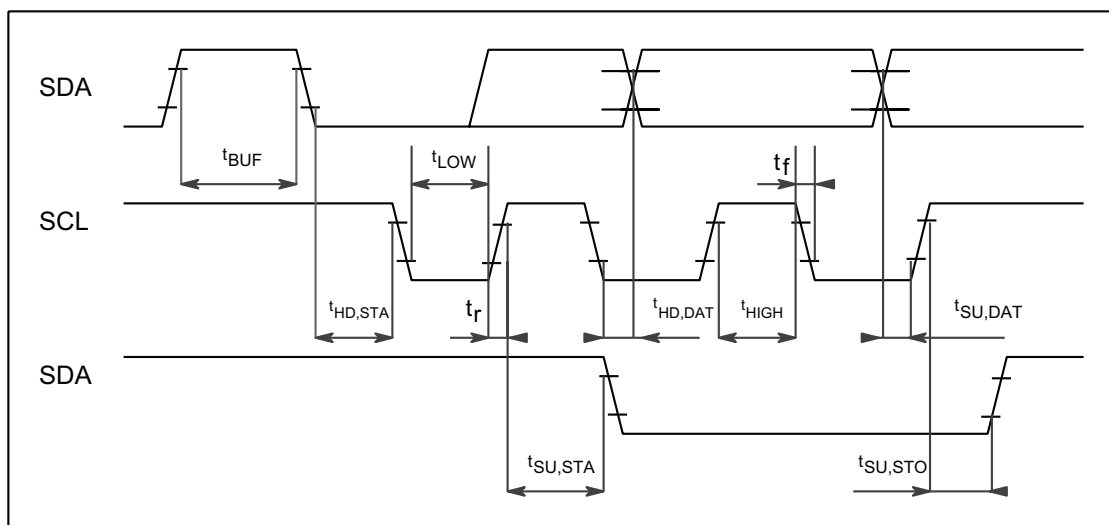 SDA
tBUF
tLOW
tf
SCL
tHD,STA
tr
tHD,DAT
tHIGH
tSU,DAT
SDA
tSU,STA
tSU,STO